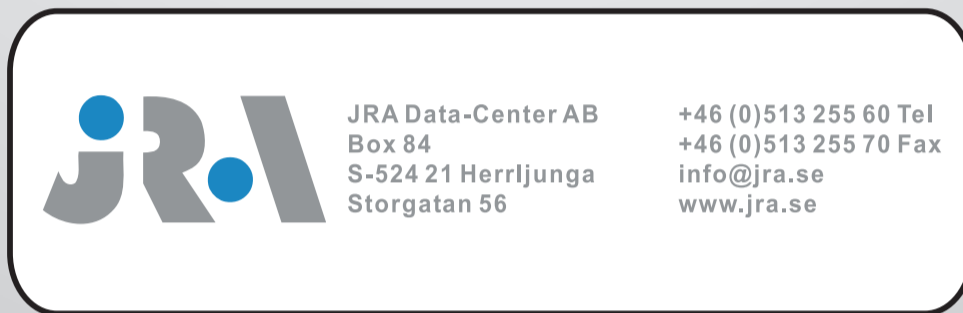 JRA
JRA Data-Center AB
Box 84
S-524 21 Herrljunga
Storgatan 56
+46 (0)513 255 60 Tel
+46 (0)513 255 70 Fax
info@jra.se
www.jra.se